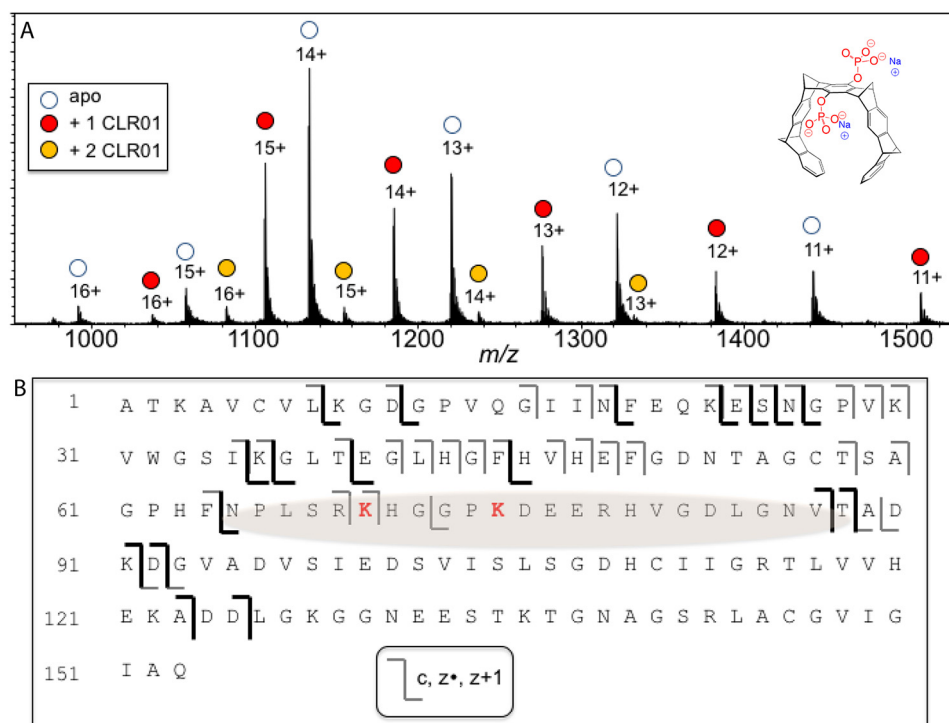 A
apo
+ 1 CLR01
+ 2 CLR01
16+
16+
15+
16+
15+
14+
15+
14+
13+
14+
13+
12+
13+
12+
11+
11+
O
O
P
O
⊖
⊖
Na
⊕
O
O
P
O
O
⊖
⊖
Na
⊕
1000
1200
1300
1400
1500
m/z
B
1 A T K A V C V L K G D G P V Q G I I N F E Q K E S N G P V K
31 V W G S I K G L T E G L H G F H V H E F G D N T A G C T S A
61 G P H F N P L S R K H G G P K D E E R H V G D L G N V T A D
91 K D G V A D V S I E D S V I S L S G D H C I I G R T L V V H
121 E K A D D L G K G G N E E S T K T G N A G S R L A C G V I G
151 I A Q
c, z•, z+1